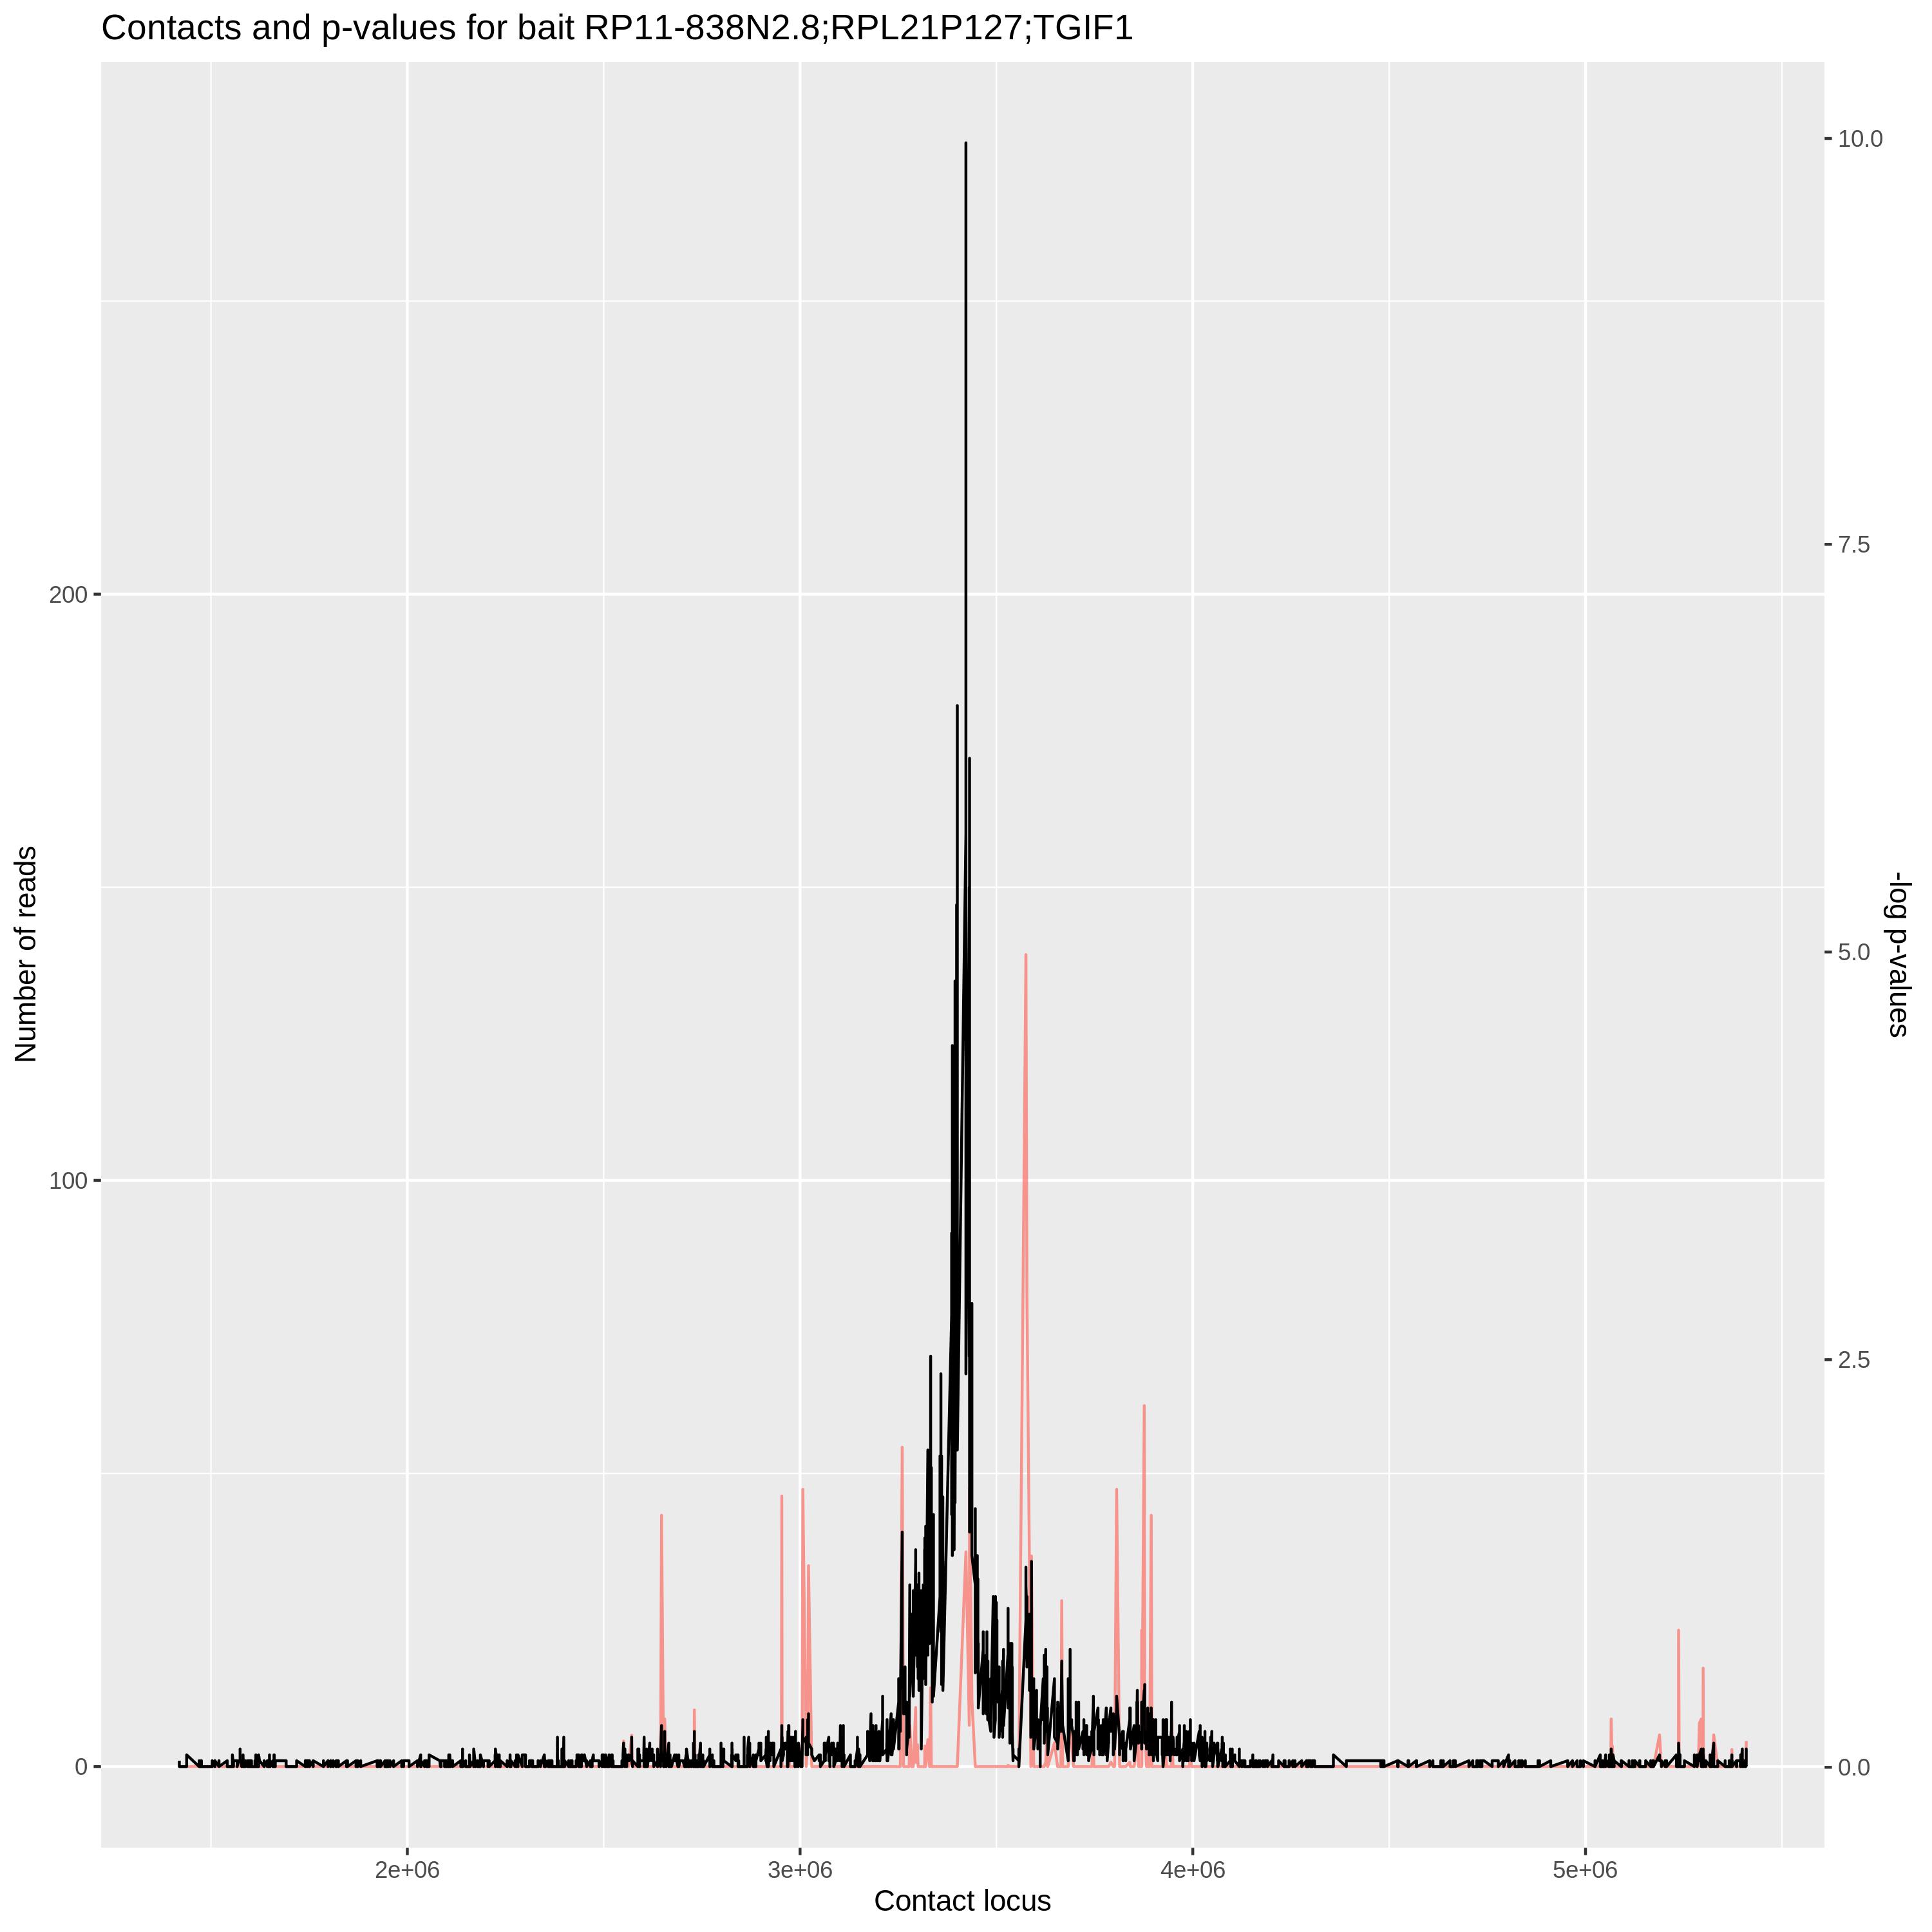 Contacts and p-values for bait RP11-838N2.8;RPL21P127;TGIF1
10.0
7.5
200
Number of reads
-log p-values
5.0
100
2.5
0
0.0
2e+06
3e+06
4e+06
5e+06
Contact locus